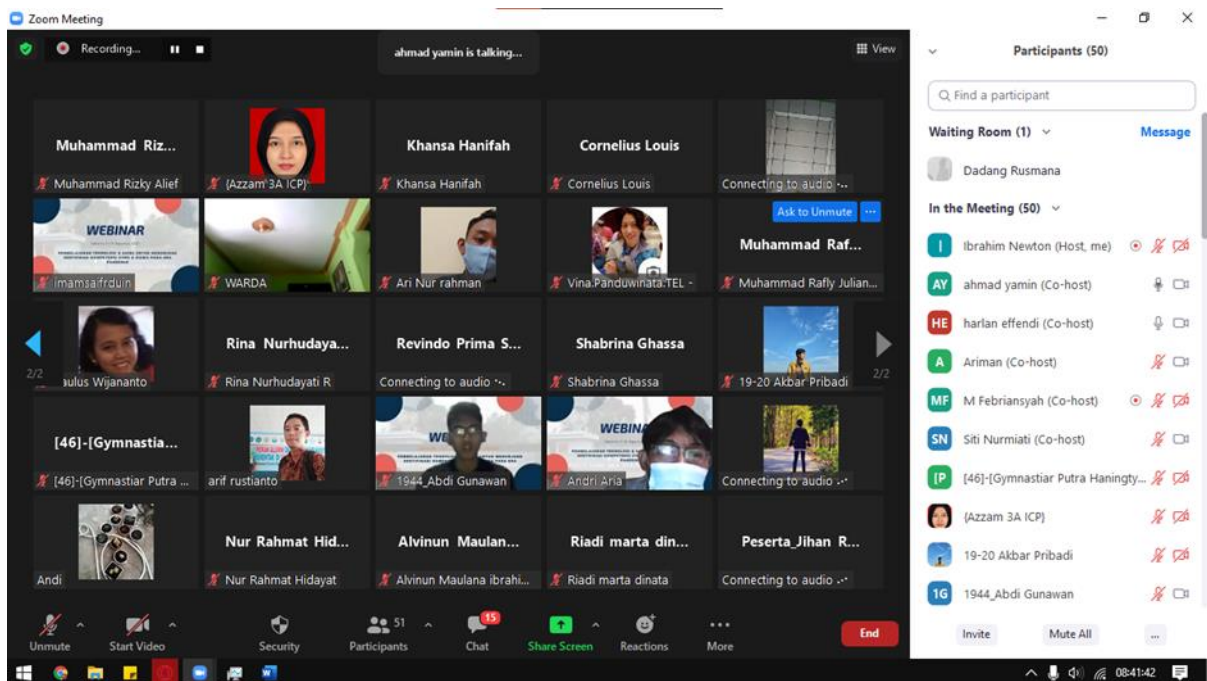 Zoom Meeting
Recording...
ahmad yamin is talking...
View
Muhammad Riz...
Khansa Hanifah
Cornelius Louis
Muhammad Rizky Alief
{Azzam 3A ICP}
Khansa Hanifah
Cornelius Louis
Connecting to audio ...
WEBINAR
Ask to Unmute
...
Muhammad Raf...
imamsaifrduin
WARDA
Ari Nur rahman
Vina.Panduwinata.TEL -
Muhammad Rafly Julian...
Rina Nurhudaya...
Revindo Prima S...
Shabrina Ghassa
2/2
aulus Wijananto
Rina Nurhudayati R
Connecting to audio ...
Shabrina Ghassa
19-20 Akbar Pribadi
2/2
[46]-[Gymnastia...
WEBINA
[46]-[Gymnastiar Putra ...
arif rustianto
1944_Abdi Gunawan
Andri Aria
Connecting to audio ...
Nur Rahmat Hid...
Alvinun Maulan...
Riadi marta din...
Peserta_Jihan R...
Andi
Nur Rahmat Hidayat
Alvinun Maulana ibrahi...
Riadi marta dinata
Connecting to audio ...
Unmute
Start Video
Security
Participants
51
Chat
15
Share Screen
Reactions
More
End
Participants (50)
Find a participant
Waiting Room (1)
Message
Dadang Rusmana
In the Meeting (50)
I
Ibrahim Newton (Host, me)
AY
ahmad yamin (Co-host)
HE
harlan effendi (Co-host)
A
Ariman (Co-host)
MF
M Febriansyah (Co-host)
SN
Siti Nurmiati (Co-host)
[P
[46]-[Gymnastiar Putra Haningty...
{Azzam 3A ICP}
19-20 Akbar Pribadi
1G
1944_Abdi Gunawan
Invite
Mute All
...
08:41:42